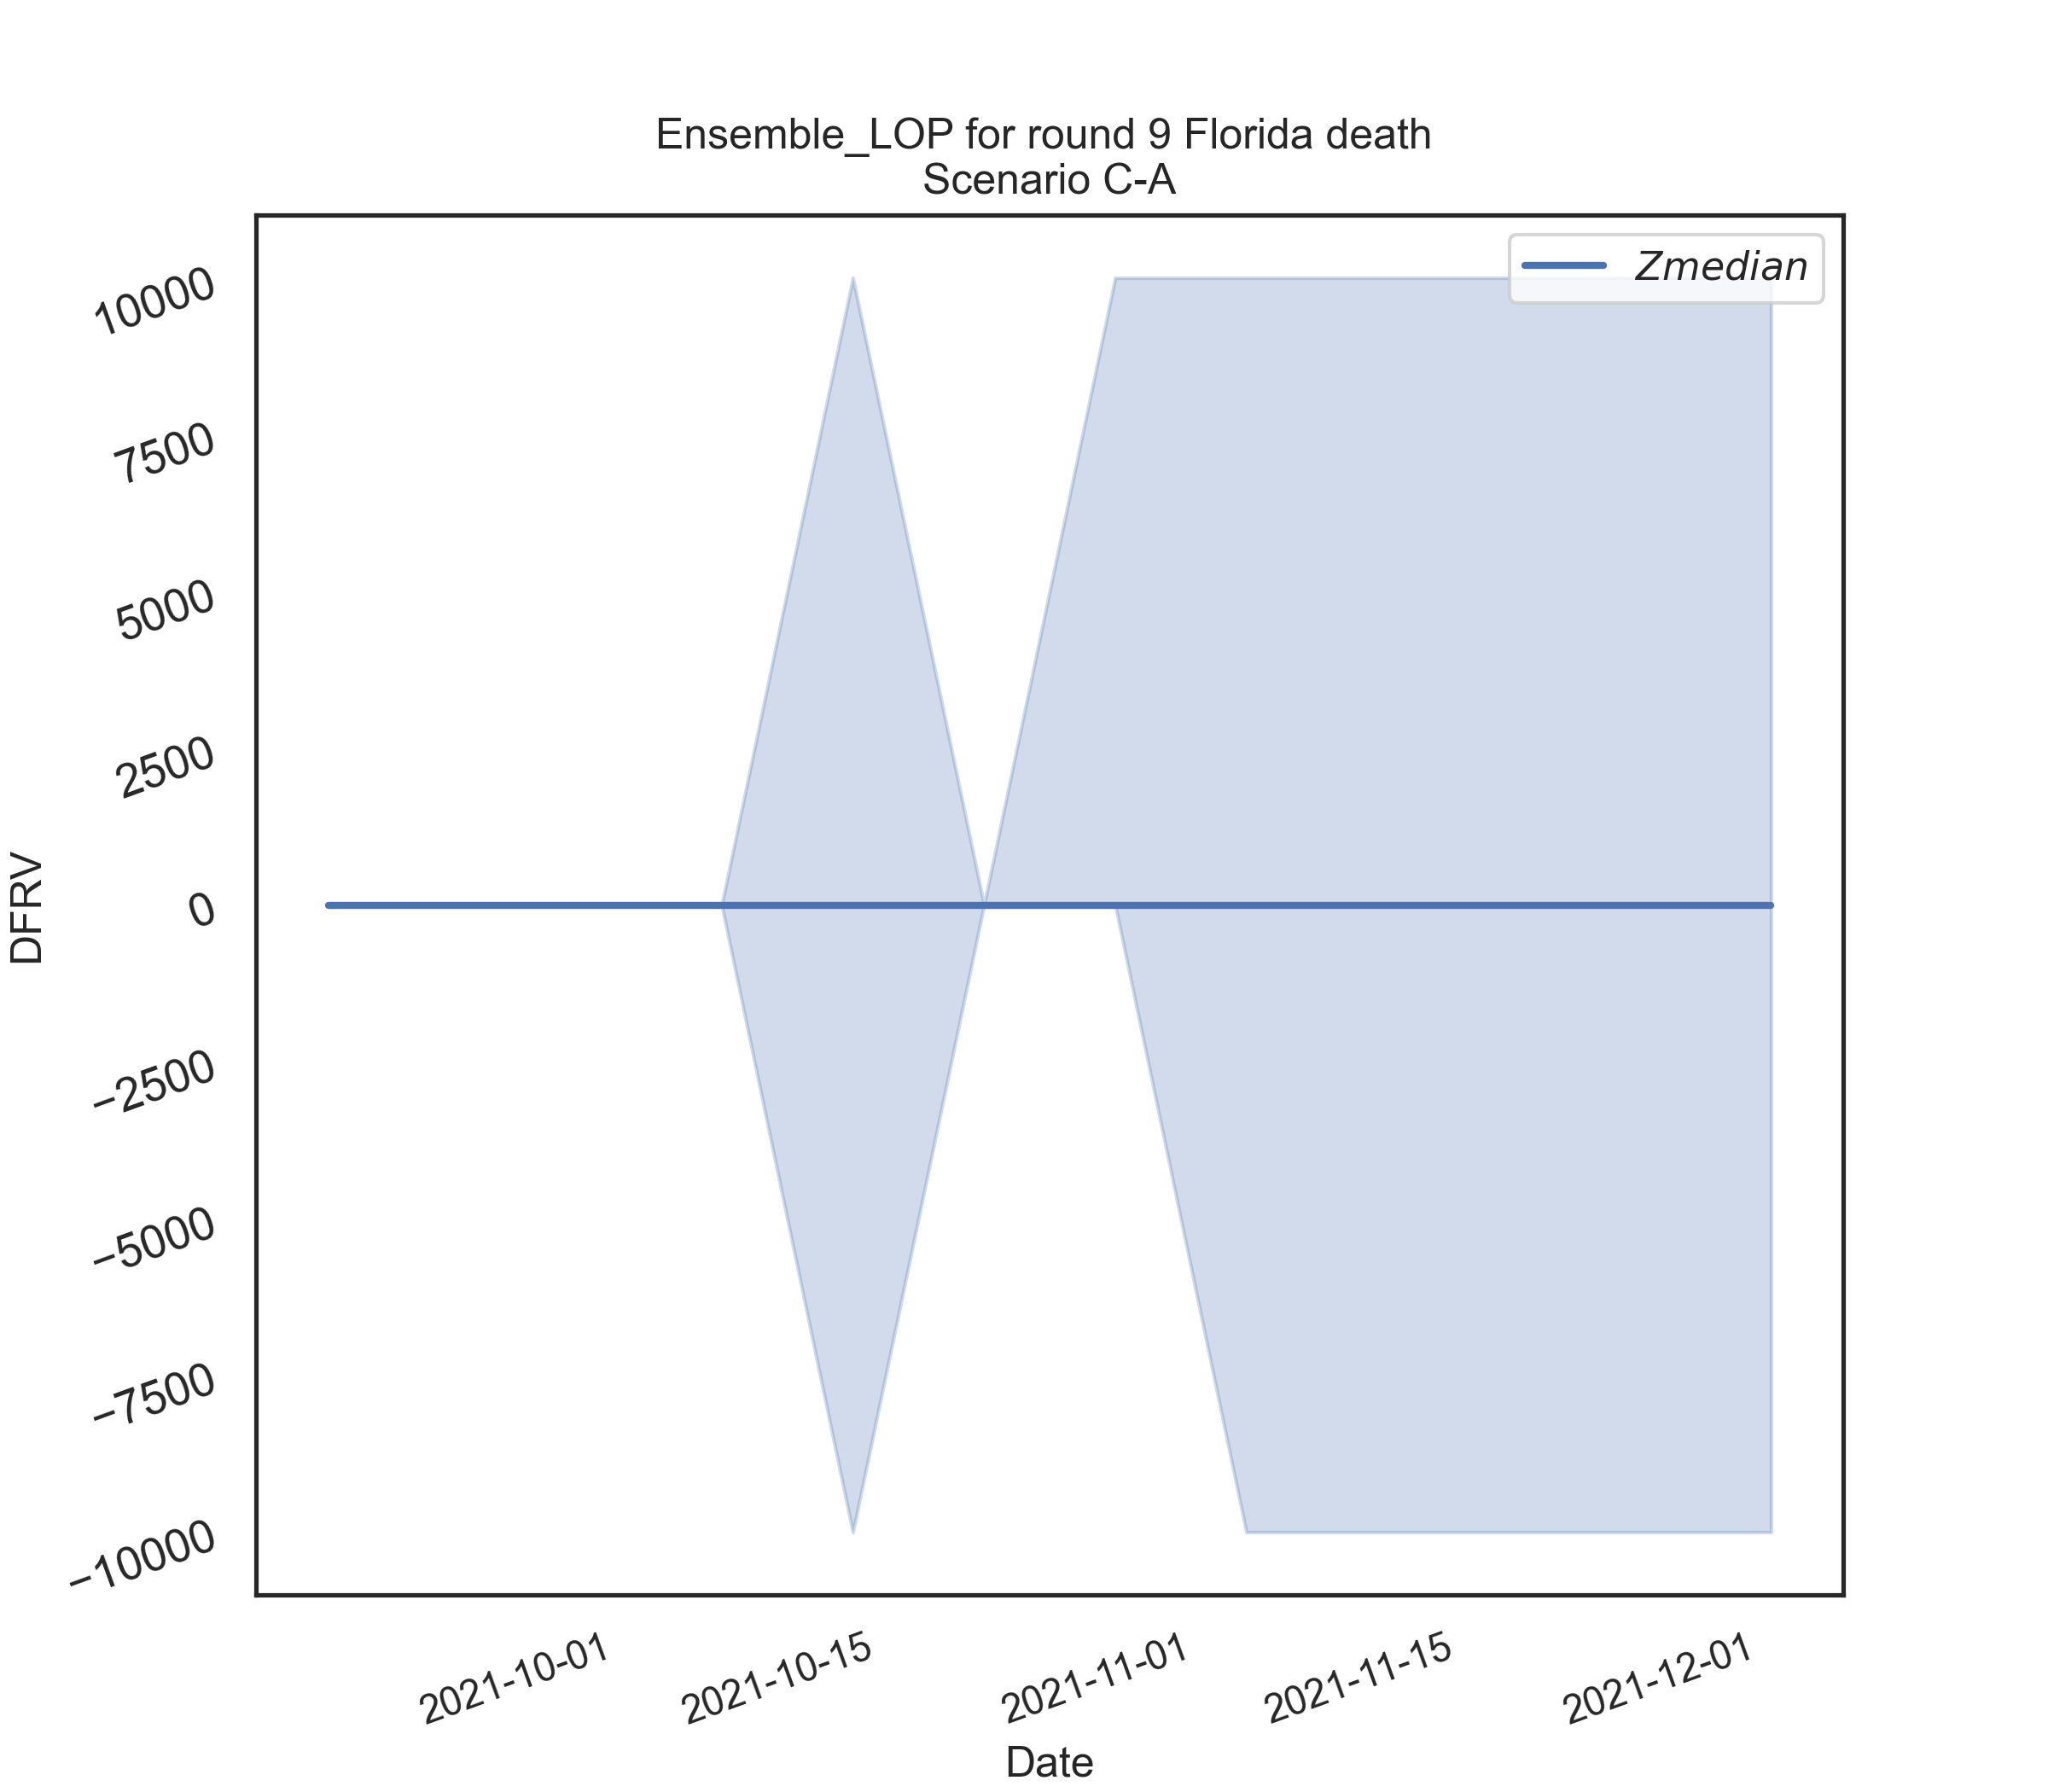 Ensemble_LOP for round 9 Florida death
Scenario C-A
Zmedian
10000
7500
5000
2500
0
−2500
−5000
−7500
−10000
DFRV
2021-10-01
2021-10-15
2021-11-01
2021-11-15
2021-12-01
Date